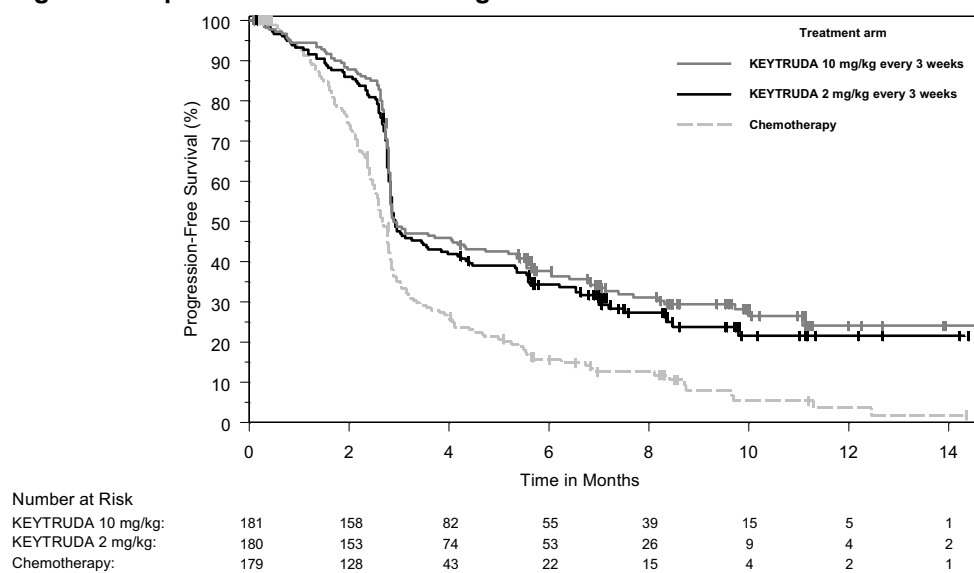 100
90
80
70
60
50
40
30
20
10
0
Progression-Free Survival (%)
Treatment arm
KEYTRUDA 10 mg/kg every 3 weeks
KEYTRUDA 2 mg/kg every 3 weeks
Chemotherapy
0 2 4 6 8 10 12 14
Time in Months
Number at Risk
KEYTRUDA 10 mg/kg: 181 158 82 55 39 15 5 1
KEYTRUDA 2 mg/kg: 180 153 74 53 26 9 4 2
Chemotherapy: 179 128 43 22 15 4 2 1